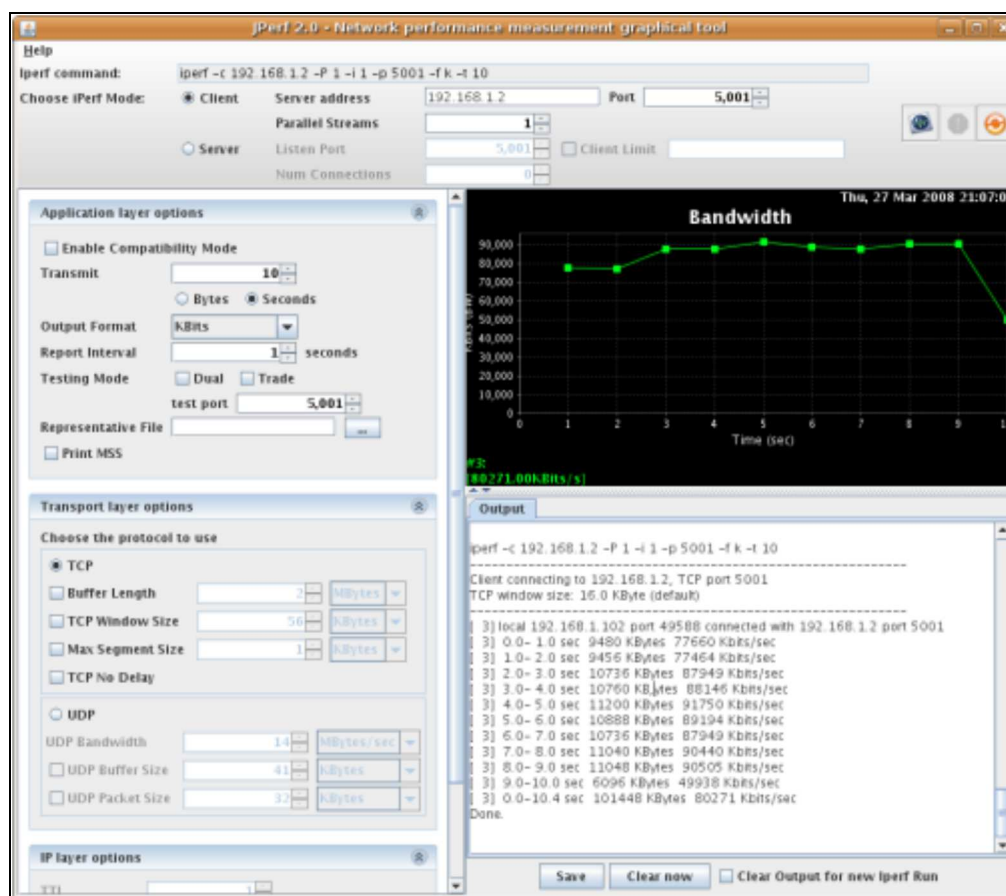 JPerf 2.0 - Network performance measurement graphical tool
Help
Iperf command: iperf -c 192.168.1.2 -P 1 -i 1 -p 5001 -f k -t 10
Choose iPerf Mode: Client Server address 192.168.1.2 Port 5,001
Parallel Streams 1
Server Listen Port 5,001 Client Limit
Num Connections 0
Application layer options
Enable Compatibility Mode
Transmit 10
Bytes Seconds
Output Format KBits
Report Interval 1 seconds
Testing Mode Dual Trade
test port 5,001
Representative File ...
Print MSS
Transport layer options
Choose the protocol to use
TCP
Buffer Length 2 MBytes
TCP Window Size 56 KBytes
Max Segment Size 1 KBytes
TCP No Delay
UDP
UDP Bandwidth 14 MBytes/sec
UDP Buffer Size 41 KBytes
UDP Packet Size 32 KBytes
IP layer options
TTL 1
Thu, 27 Mar 2008 21:07:0
Bandwidth
90,000
80,000
70,000
60,000
50,000
40,000
30,000
20,000
10,000
0
0 1 2 3 4 5 6 7 8 9
Time (sec)
#3:
[80271.00KBits/s]
Output
iperf -c 192.168.1.2 -P 1 -i 1 -p 5001 -f k -t 10
------------------------------------------------------------
Client connecting to 192.168.1.2, TCP port 5001
TCP window size: 16.0 KByte (default)
------------------------------------------------------------
[ 3] local 192.168.1.102 port 49588 connected with 192.168.1.2 port 5001
[ 3] 0.0- 1.0 sec 9480 KBytes 77660 Kbits/sec
[ 3] 1.0- 2.0 sec 9456 KBytes 77464 Kbits/sec
[ 3] 2.0- 3.0 sec 10736 KBytes 87949 Kbits/sec
[ 3] 3.0- 4.0 sec 10760 KBytes 88146 Kbits/sec
[ 3] 4.0- 5.0 sec 11200 KBytes 91750 Kbits/sec
[ 3] 5.0- 6.0 sec 10888 KBytes 89194 Kbits/sec
[ 3] 6.0- 7.0 sec 10736 KBytes 87949 Kbits/sec
[ 3] 7.0- 8.0 sec 11040 KBytes 90440 Kbits/sec
[ 3] 8.0- 9.0 sec 11048 KBytes 90505 Kbits/sec
[ 3] 9.0-10.0 sec 6096 KBytes 49938 Kbits/sec
[ 3] 0.0-10.4 sec 101448 KBytes 80271 Kbits/sec
Done.
Save Clear now Clear Output for new Iperf Run